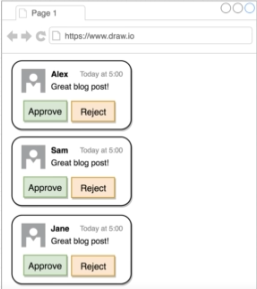 Page 1
https://www.draw.io
Alex Today at 5:00
Great blog post!
Approve Reject
Sam Today at 5:00
Great blog post!
Approve Reject
Jane Today at 5:00
Great blog post!
Approve Reject